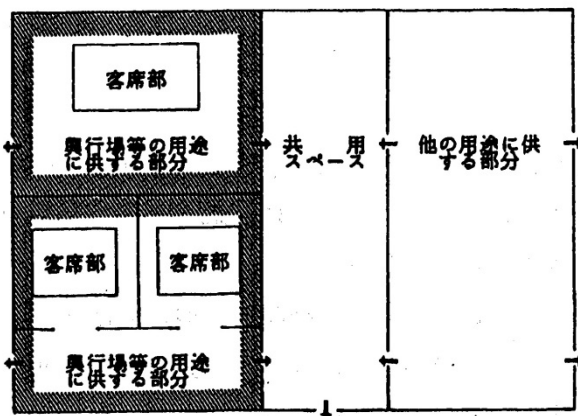 客席部
興行場等の用途
に供する部分
共用
スペース
他の用途に供
する部分
客席部
客席部
興行場等の用途
に供する部分